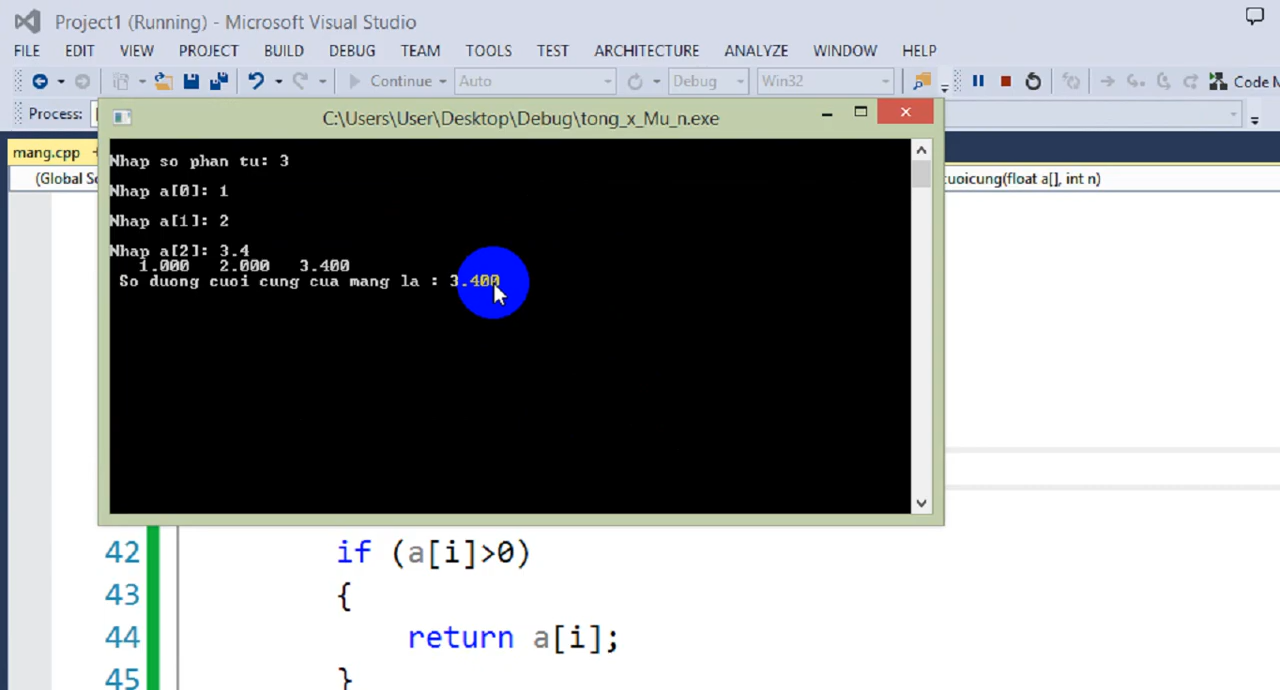 Project1 (Running) - Microsoft Visual Studio
FILE EDIT VIEW PROJECT BUILD DEBUG TEAM TOOLS TEST ARCHITECTURE ANALYZE WINDOW HELP
Continue Auto Debug Win32 Code
Process:
C:\Users\User\Desktop\Debug\tong_x_Mu_n.exe
mang.cpp
(Global
uoicung(float a[], int n)
Nhap so phan tu: 3
Nhap a[0]: 1
Nhap a[1]: 2
Nhap a[2]: 3.4
1.000 2.000 3.400
So duong cuoi cung cua mang la : 3.400
42 if (a[i]>0)
43 {
44 return a[i];
45 }